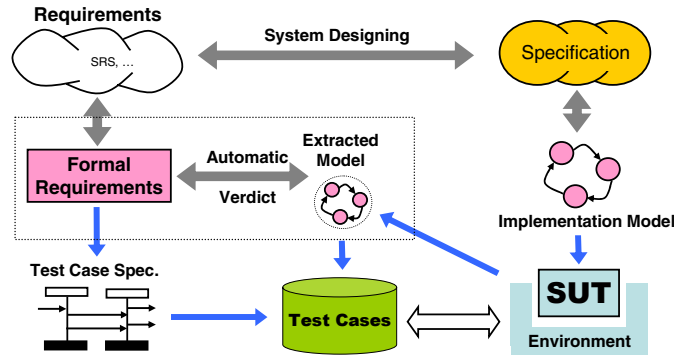 Requirements
System Designing
SRS, ...
Specification
Formal
Requirements
Automatic
Verdict
Extracted
Model
Implementation Model
Test Case Spec.
Test Cases
SUT
Environment